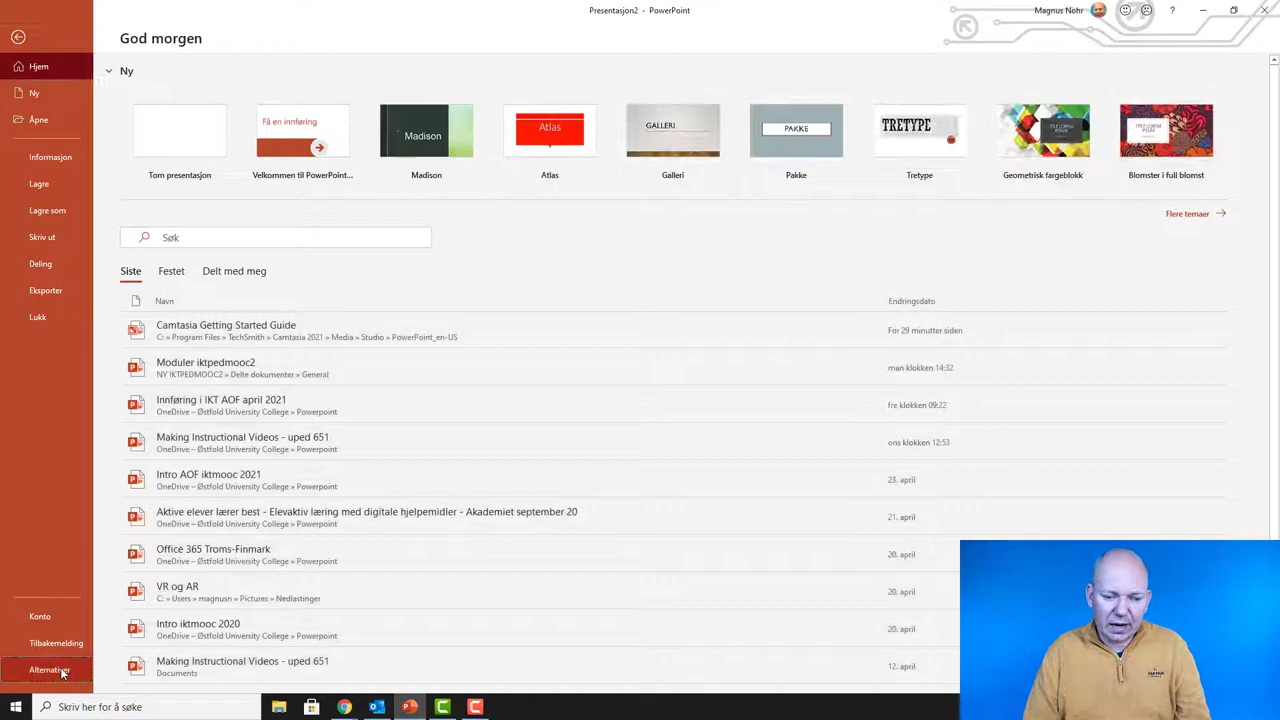 Presentasjon2 - PowerPoint
Magnus Nohr
?
God morgen
Hjem
Ny
Åpne
Informasjon
Lagre
Lagre som
Skriv ut
Deling
Eksporter
Lukk
Konto
Tilbakemelding
Alternativer
Ny
Få en innføring
Madison
Atlas
GALLERI
PAKKE
TRETYPE
Tom presentasjon
Velkommen til PowerPoint...
Madison
Atlas
Galleri
Pakke
Tretype
Geometrisk fargeblokk
Blomster i full blomst
Flere temaer
Søk
Siste Festet Delt med meg
Navn Endringsdato
Camtasia Getting Started Guide
C: » Program Files » TechSmith » Camtasia 2021 » Media » Studio » PowerPoint_en-US
For 29 minutter siden
Moduler iktpedmooc2
NY IKTPEDMOOC2 » Delte dokumenter » General
man klokken 14:32
Innføring i IKT AOF april 2021
OneDrive – Østfold University College » Powerpoint
fre klokken 09:22
Making Instructional Videos - uped 651
OneDrive – Østfold University College » Powerpoint
ons klokken 12:53
Intro AOF iktmooc 2021
OneDrive – Østfold University College » Powerpoint
23. april
Aktive elever lærer best - Elevaktiv læring med digitale hjelpemidler - Akademiet september 20
OneDrive – Østfold University College » Powerpoint
21. april
Office 365 Troms-Finmark
OneDrive – Østfold University College » Powerpoint
20. april
VR og AR
C: » Users » magnusn » Pictures » Nedlastinger
20. april
Intro iktmooc 2020
OneDrive – Østfold University College » Powerpoint
20. april
Making Instructional Videos - uped 651
Documents
12. april
Skriv her for å søke